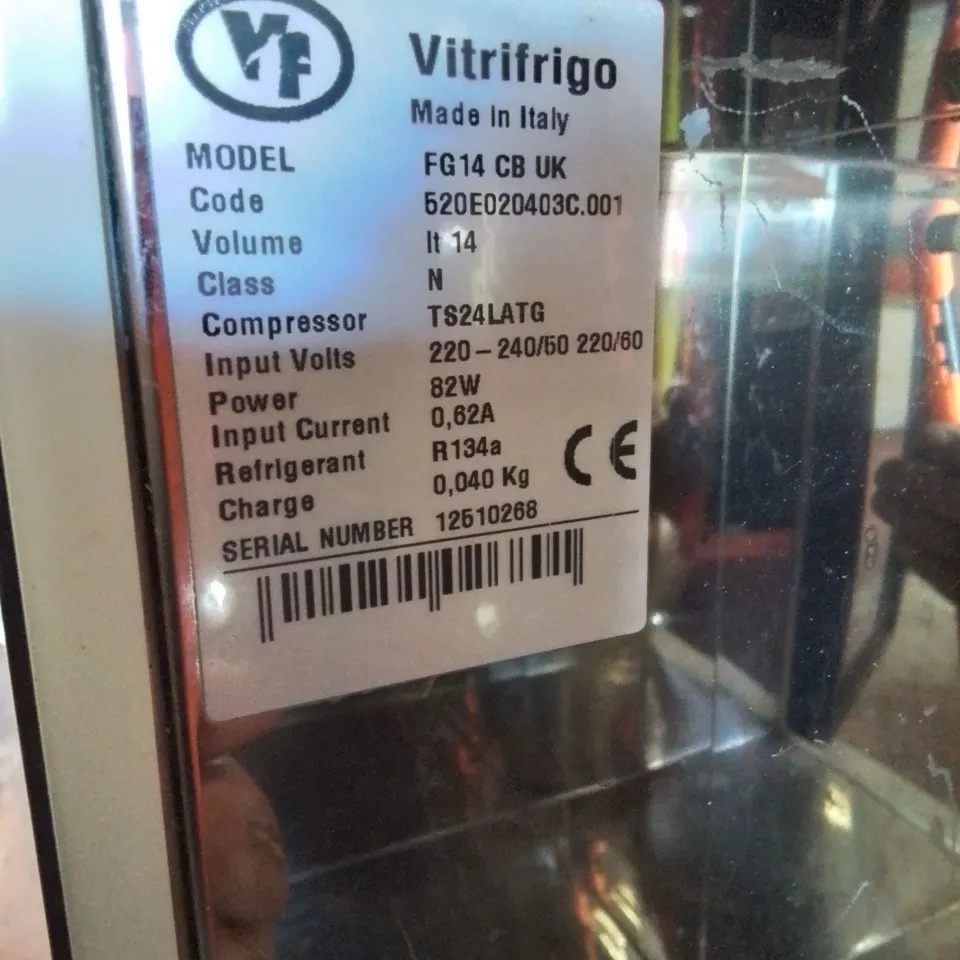 VF
Vitrifrigo
Made in Italy
MODEL FG14 CB UK
Code 520E020403C.001
Volume lt 14
Class N
Compressor TS24LATG
Input Volts 220 – 240/50 220/60
Power 82W
Input Current 0,62A
Refrigerant R134a
Charge 0,040 Kg
CE
SERIAL NUMBER 12510268